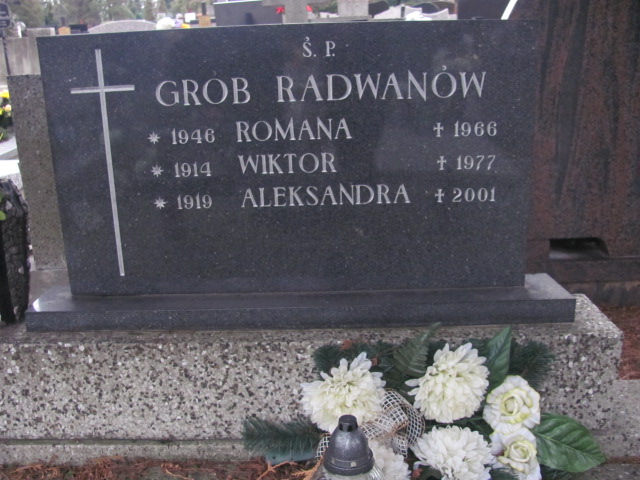 Ś. P.
GRÓB RADWANÓW
* 1946 ROMANA † 1966
* 1914 WIKTOR † 1977
* 1919 ALEKSANDRA † 2001